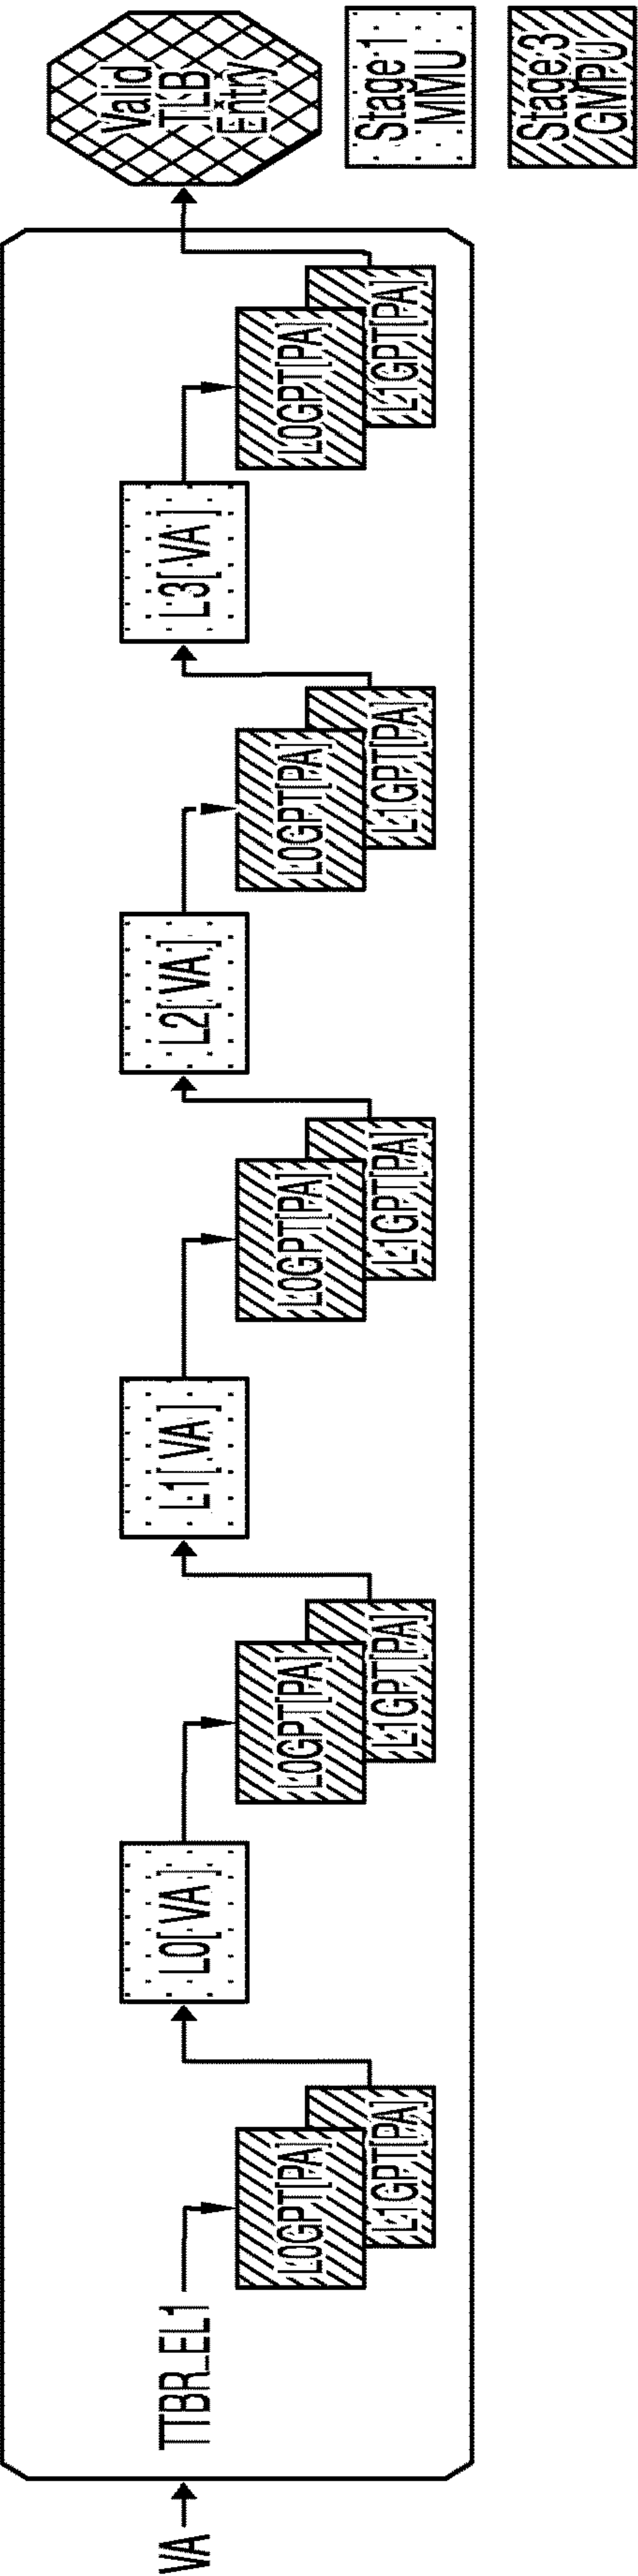 VA
TTBR_EL1
L0GPT[PA]
L1GPT[PA]
L0[VA]
L0GPT[PA]
L1GPT[PA]
L1[VA]
L0GPT[PA]
L1GPT[PA]
L2[VA]
L0GPT[PA]
L1GPT[PA]
L3[VA]
L0GPT[PA]
L1GPT[PA]
Valid
TLB
Entry
Stage 1
MMU
Stage 3
GMPU